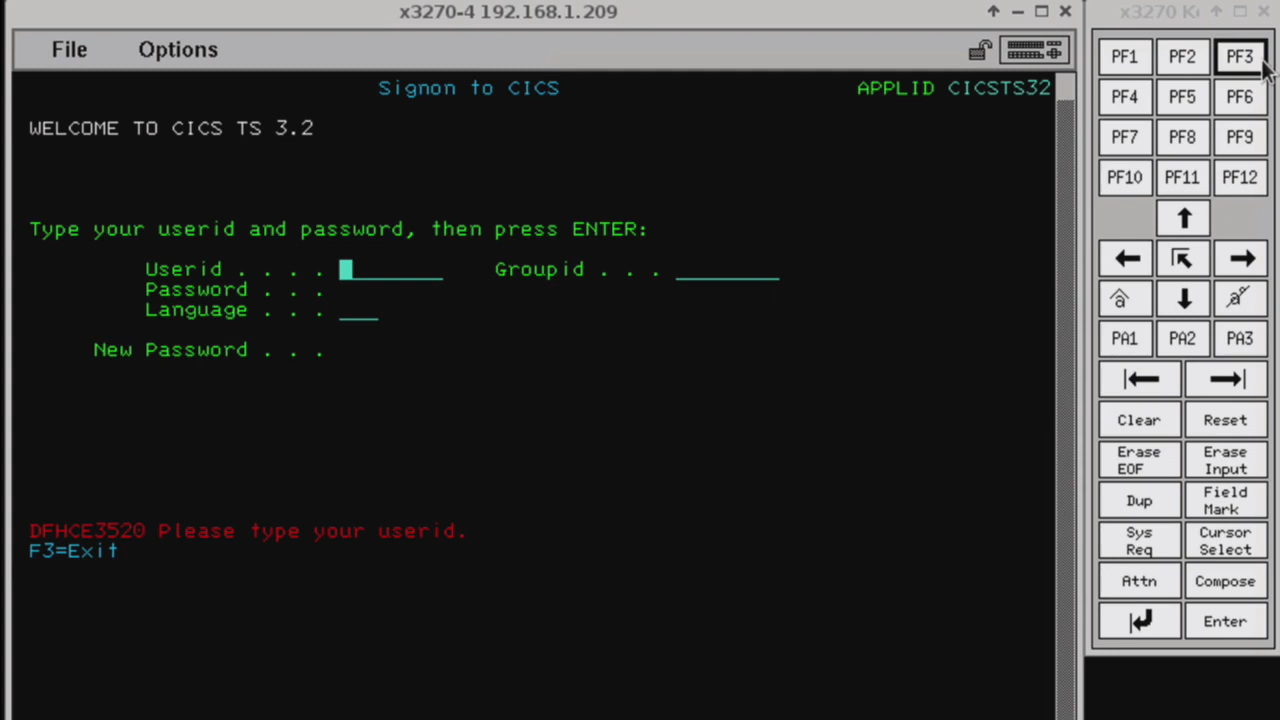 x3270-4 192.168.1.209
File Options
Signon to CICS APPLID CICSTS32
WELCOME TO CICS TS 3.2
Type your userid and password, then press ENTER:
Userid . . . . Groupid . . .
Password . . .
Language . . .
New Password . . .
DFHCE3520 Please type your userid.
F3=Exit
x3270
PF1 PF2 PF3
PF4 PF5 PF6
PF7 PF8 PF9
PF10 PF11 PF12
PA1 PA2 PA3
Clear Reset
Erase EOF Erase Input
Dup Field Mark
Sys Req Cursor Select
Attn Compose
Enter